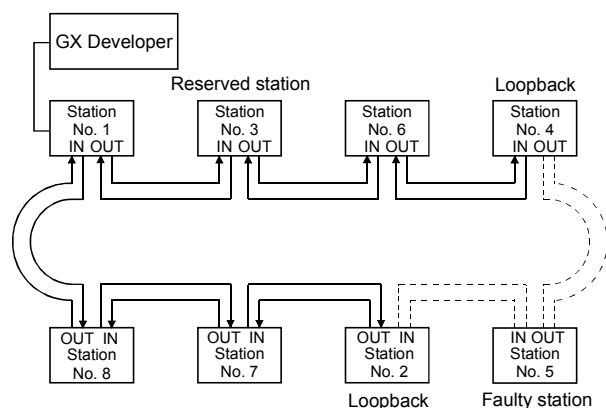 GX Developer
Reserved station
Loopback
Station
No. 1
IN OUT
Station
No. 3
IN OUT
Station
No. 6
IN OUT
Station
No. 4
IN OUT
OUT IN
Station
No. 8
OUT IN
Station
No. 7
OUT IN
Station
No. 2
IN OUT
Station
No. 5
Loopback
Faulty station